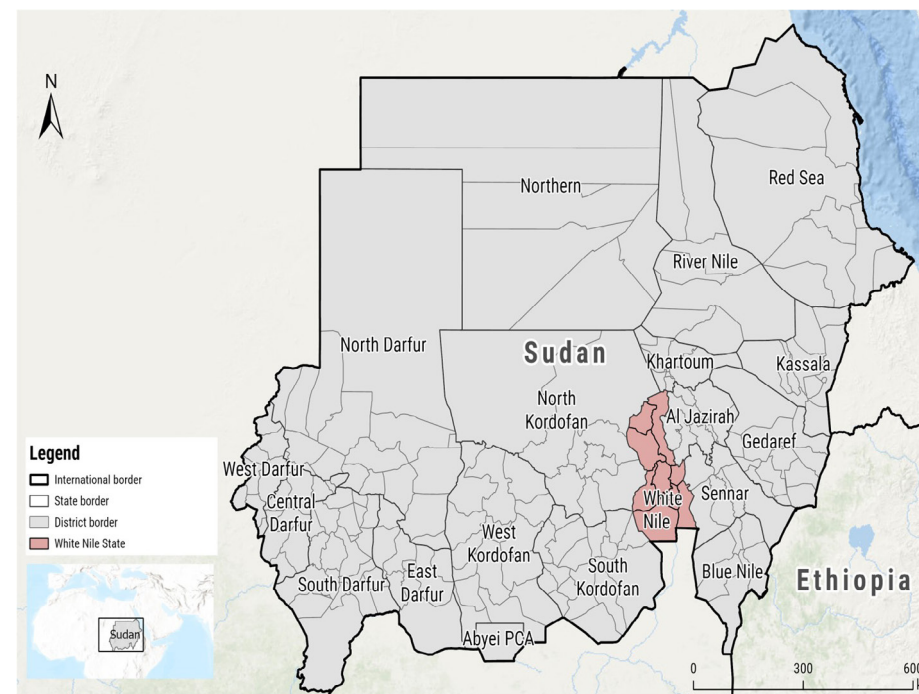 N
Northern
Red Sea
River Nile
North Darfur
Sudan
Khartoum
Kassala
North
Kordofan
Al Jazirah
Gedaref
West Darfur
Central
Darfur
White
Nile
Sennar
West
Kordofan
South
Kordofan
South Darfur
East
Darfur
Blue Nile
Ethiopia
Abyei PCA
Legend
International border
State border
District border
White Nile State
Sudan
0 300 600